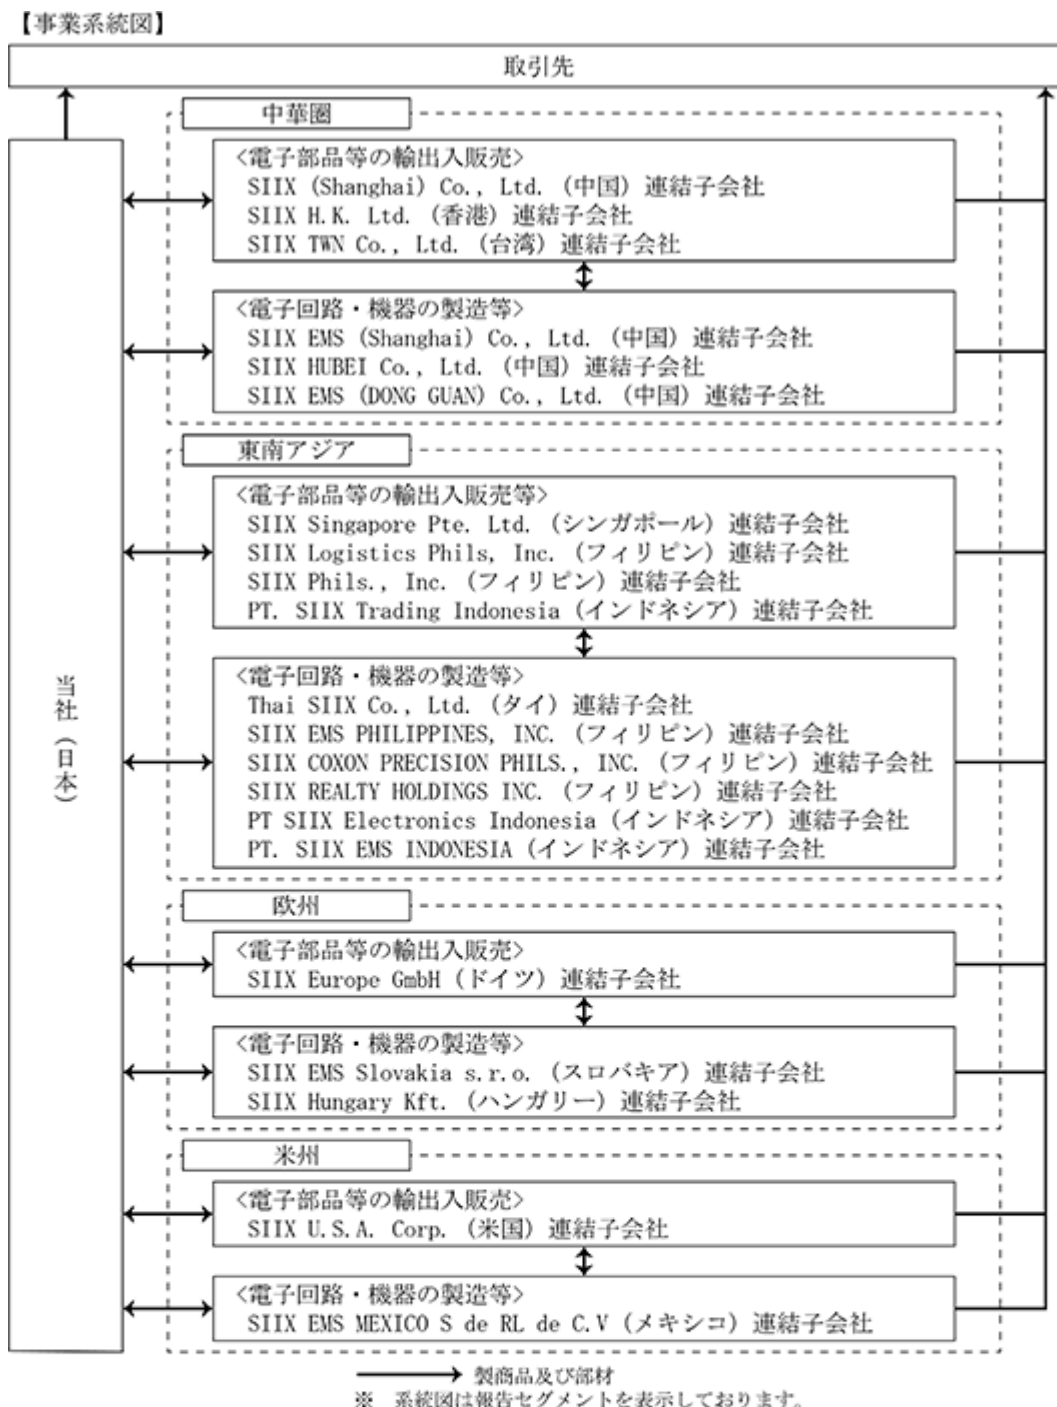 【事業系統図】
取引先
中華圏
<電子部品等の輸出入販売>
SIIX (Shanghai) Co., Ltd. (中国) 連結子会社
SIIX H.K. Ltd. (香港) 連結子会社
SIIX TWN Co., Ltd. (台湾) 連結子会社
<電子回路・機器の製造等>
SIIX EMS (Shanghai) Co., Ltd. (中国) 連結子会社
SIIX HUBEI Co., Ltd. (中国) 連結子会社
SIIX EMS (DONG GUAN) Co., Ltd. (中国) 連結子会社
東南アジア
<電子部品等の輸出入販売等>
SIIX Singapore Pte. Ltd. (シンガポール) 連結子会社
SIIX Logistics Phils, Inc. (フィリピン) 連結子会社
SIIX Phils., Inc. (フィリピン) 連結子会社
PT. SIIX Trading Indonesia (インドネシア) 連結子会社
<電子回路・機器の製造等>
Thai SIIX Co., Ltd. (タイ) 連結子会社
SIIX EMS PHILIPPINES, INC. (フィリピン) 連結子会社
SIIX COXON PRECISION PHILS., INC. (フィリピン) 連結子会社
SIIX REALTY HOLDINGS INC. (フィリピン) 連結子会社
PT SIIX Electronics Indonesia (インドネシア) 連結子会社
PT. SIIX EMS INDONESIA (インドネシア) 連結子会社
当社（日本）
欧州
<電子部品等の輸出入販売>
SIIX Europe GmbH (ドイツ) 連結子会社
<電子回路・機器の製造等>
SIIX EMS Slovakia s.r.o. (スロバキア) 連結子会社
SIIX Hungary Kft. (ハンガリー) 連結子会社
米州
<電子部品等の輸出入販売>
SIIX U.S.A. Corp. (米国) 連結子会社
<電子回路・機器の製造等>
SIIX EMS MEXICO S de RL de C.V (メキシコ) 連結子会社
製商品及び部材
※ 系統図は報告セグメントを表示しております。